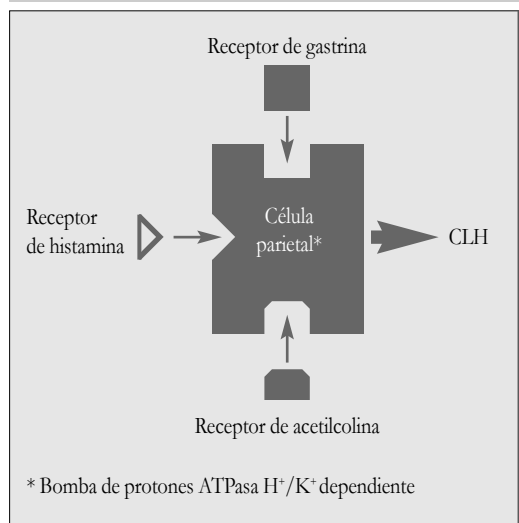 Receptor de gastrina
Receptor
de histamina
Célula
parietal*
CLH
Receptor de acetilcolina
* Bomba de protones ATPasa H⁺/K⁺ dependiente